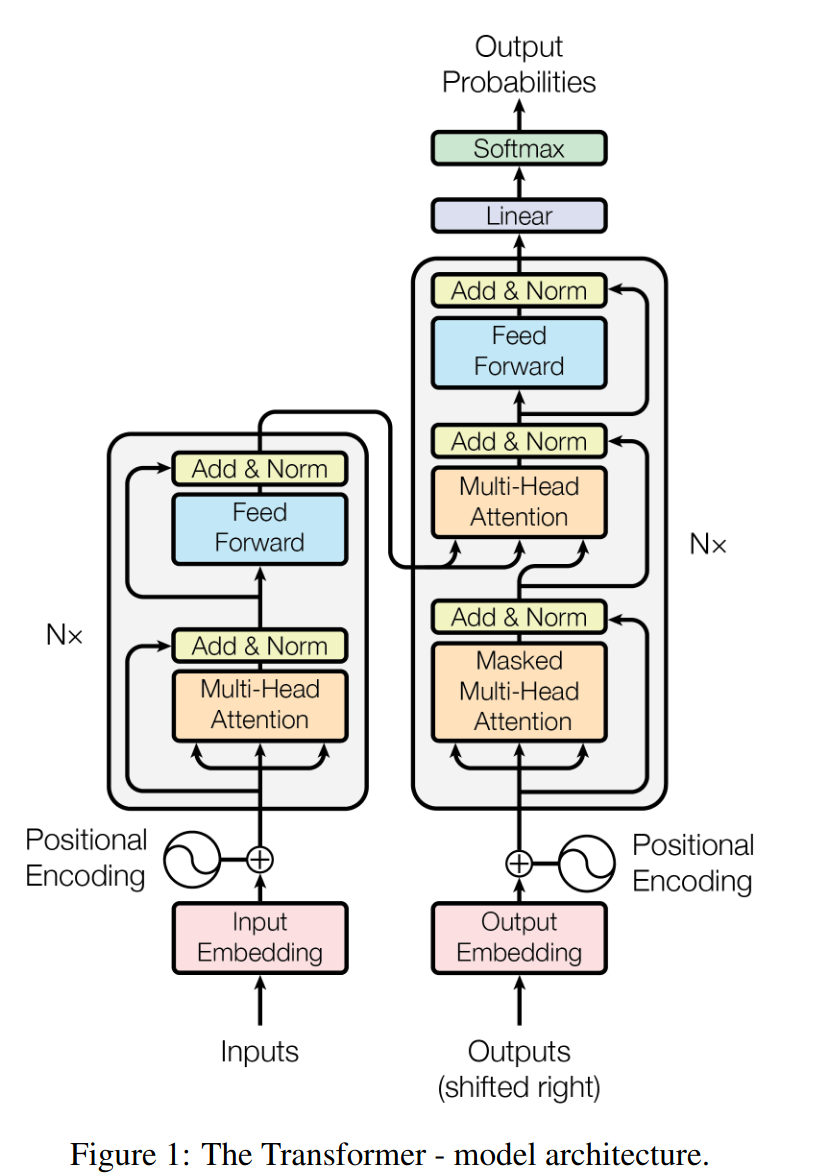 Output
Probabilities
Softmax
Linear
Add & Norm
Feed
Forward
Add & Norm
Multi-Head
Attention
Add & Norm
Masked
Multi-Head
Attention
N×
Add & Norm
Feed
Forward
Add & Norm
Multi-Head
Attention
N×
Positional
Encoding
Positional
Encoding
Input
Embedding
Output
Embedding
Inputs
Outputs
(shifted right)
Figure 1: The Transformer - model architecture.